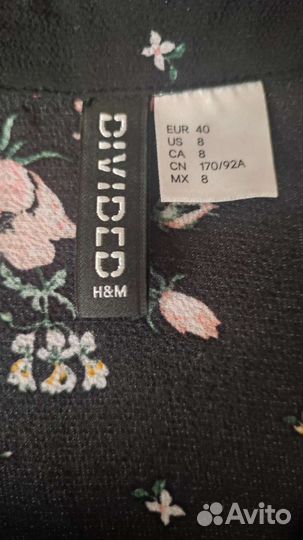 DIVIDED
H&M
EUR 40
US 8
CA 8
CN 170/92A
MX 8
Avito